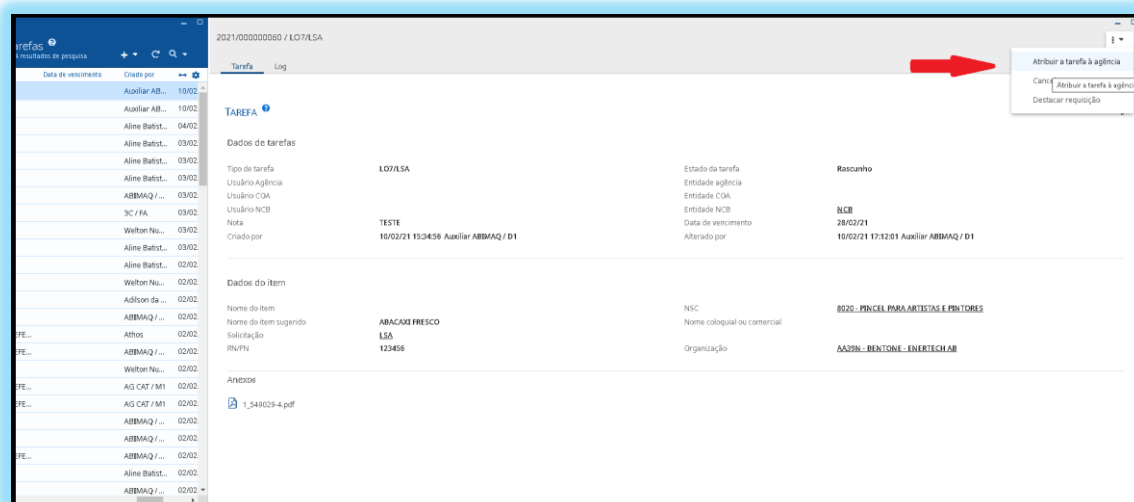 arefas
resultados de pesquisa
Data de vencimento Criado por
Auxiliar AB... 10/02
Auxiliar AB... 10/02
Aline Batist... 04/02
Aline Batist... 03/02
Aline Batist... 03/02
Aline Batist... 03/02
ABIMAQ / ... 03/02
3C / FA 03/02
Welton Nu... 03/02
Aline Batist... 03/02
Aline Batist... 02/02
Welton Nu... 02/02
Adilson da ... 02/02
ABIMAQ / ... 02/02
EFE... Athos 02/02
EFE... ABIMAQ / ... 02/02
Welton Nu... 02/02
EFE... AG CAT / M1 02/02
EFE... AG CAT / M1 02/02
ABIMAQ / ... 02/02
ABIMAQ / ... 02/02
EFE... ABIMAQ / ... 02/02
Aline Batist... 02/02
ABIMAQ / ... 02/02
2021/000000060 / LO7/LSA
Tarefa Log
Atribuir a tarefa à agência
Canc
Atribuir a tarefa à agênci
Destacar requisição
TAREFA
Dados de tarefas
Tipo de tarefa LO7/LSA Estado da tarefa Rascunho
Usuário Agência Entidade agência
Usuário COA Entidade COA
Usuário NCB Entidade NCB NCB
Nota TESTE Data de vencimento 28/02/21
Criado por 10/02/21 15:34:56 Auxiliar ABIMAQ / D1 Alterado por 10/02/21 17:12:01 Auxiliar ABIMAQ / D1
Dados do item
Nome do item NSC 8020 - PINCEL PARA ARTISTAS E PINTORES
Nome do item sugerido ABACAXI FRESCO Nome coloquial ou comercial
Solicitação LSA
RN/PN 123456 Organização AA39N - BENTONE - ENERTECH AB
Anexos
1_549029-4.pdf